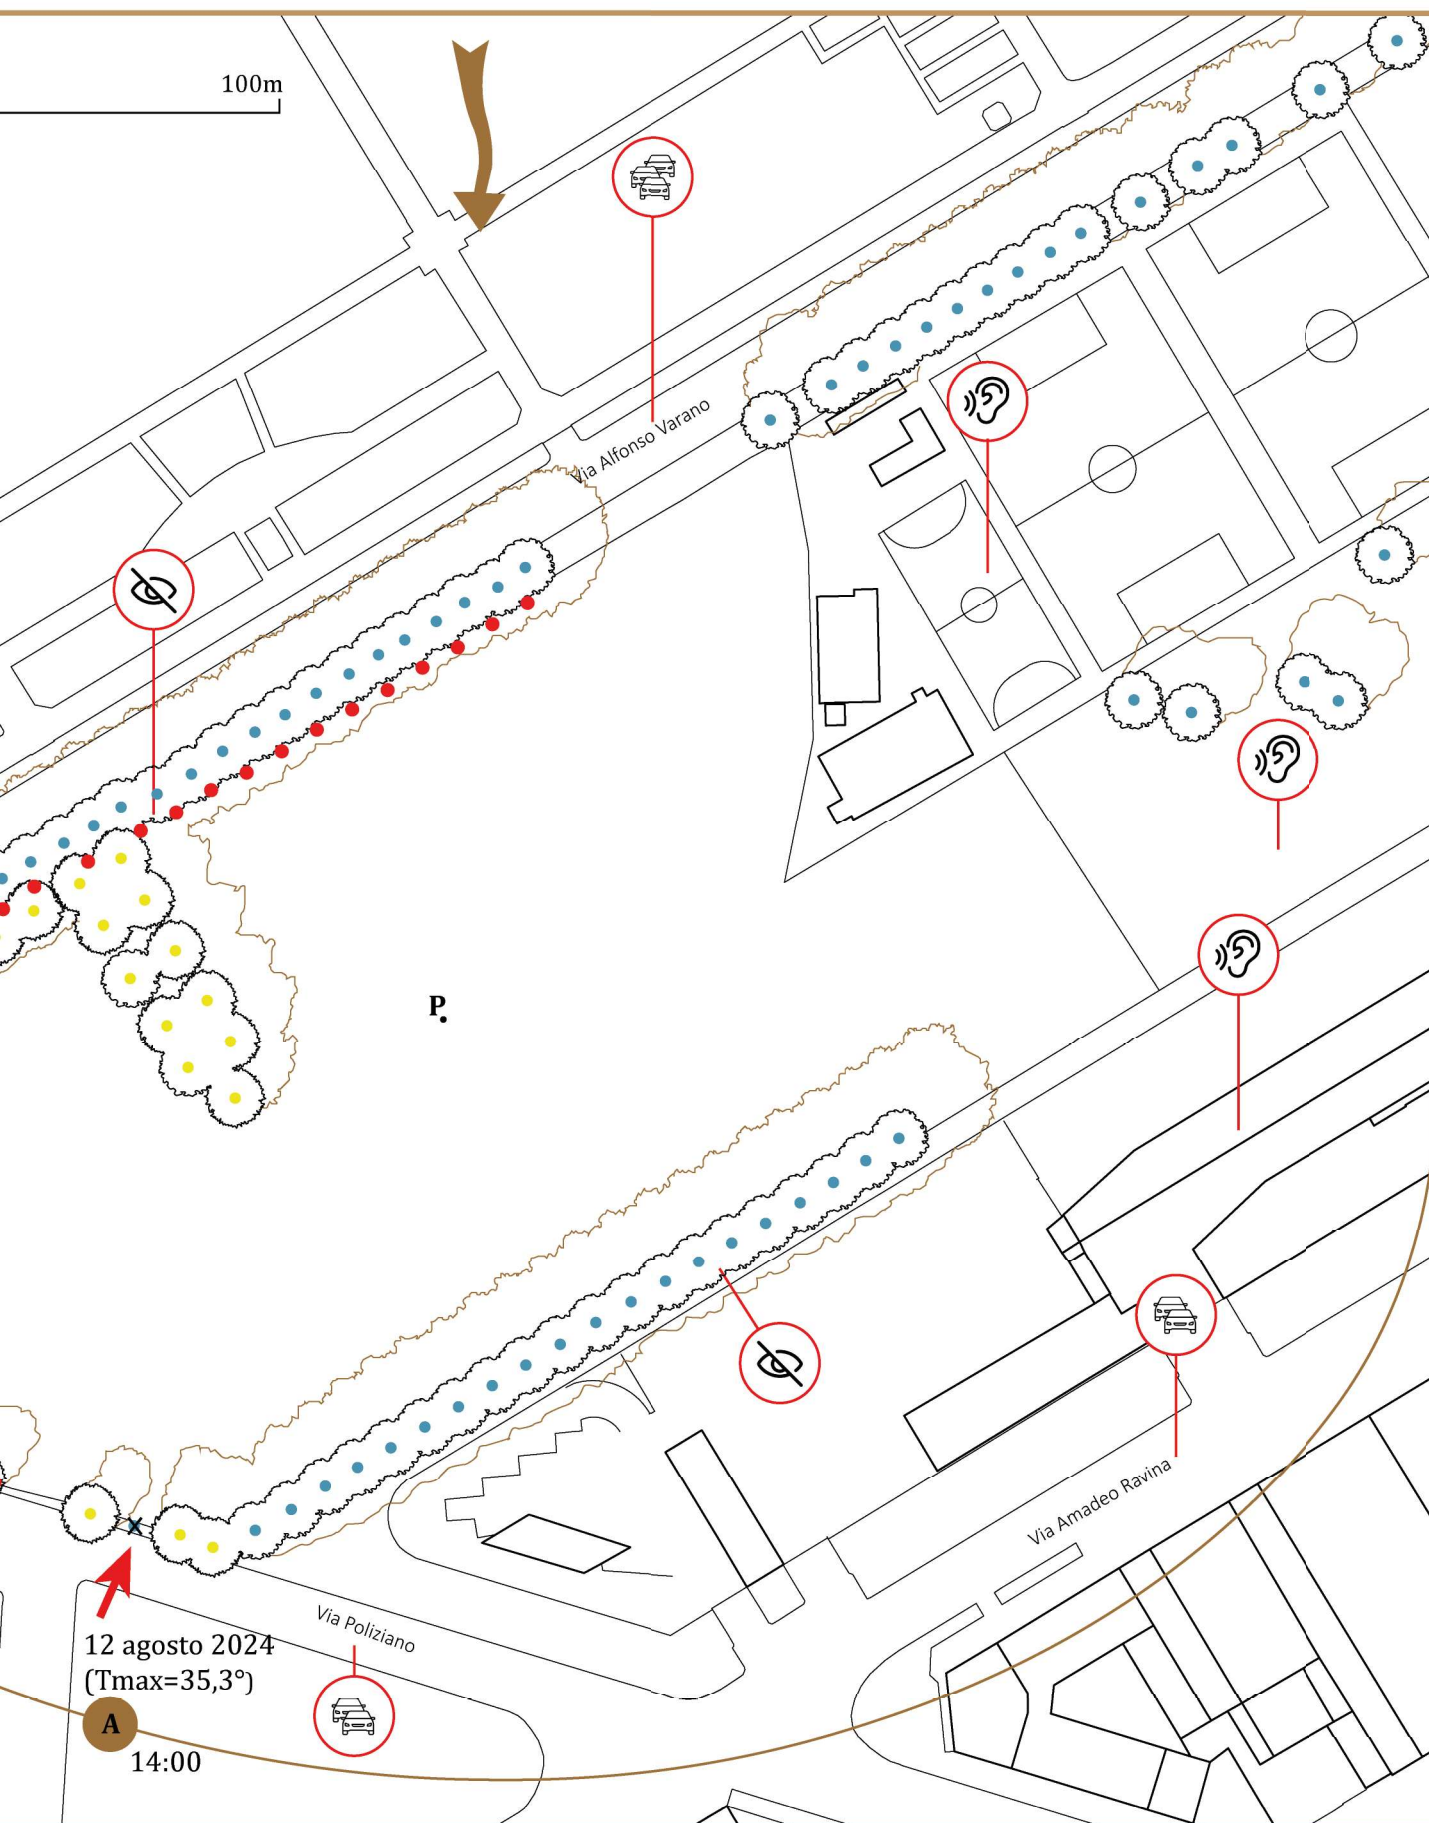 100m
Via Alfonso Varano
P.
Via Amadeo Ravina
Via Poliziano
12 agosto 2024
(Tmax=35,3°)
A
14:00